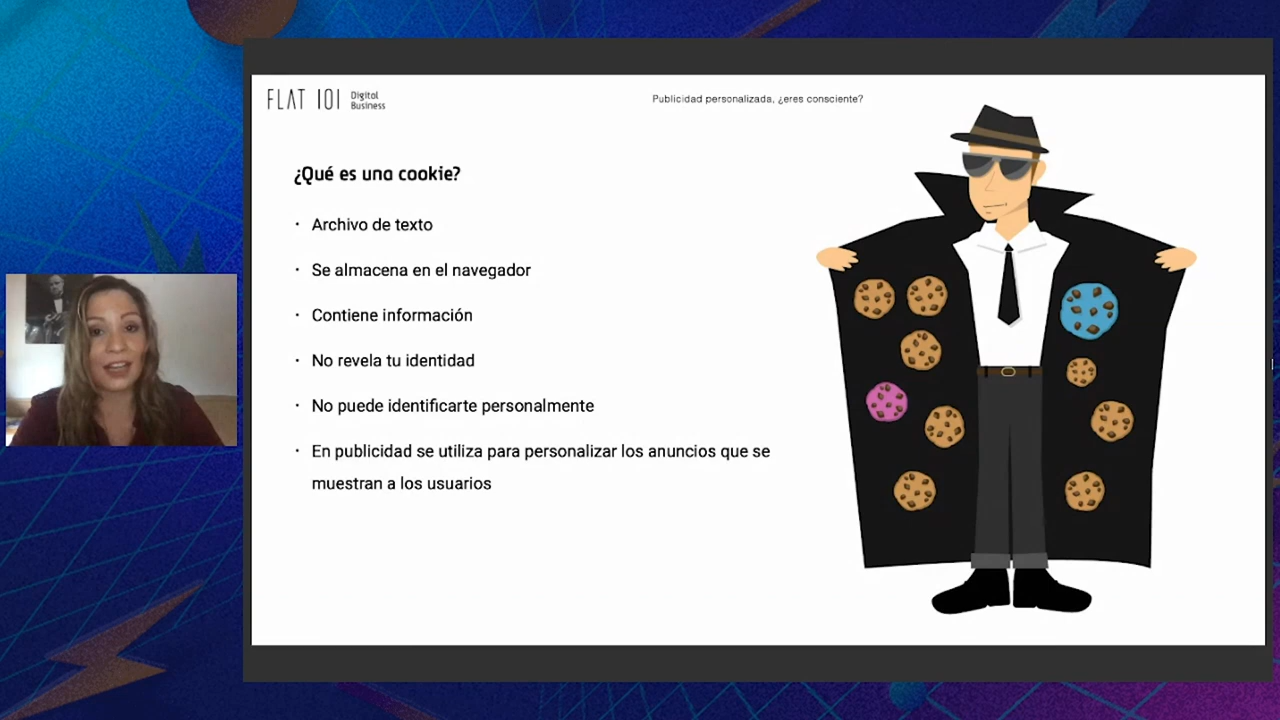 FLAT 101 Digital Business
Publicidad personalizada, ¿eres consciente?
¿Qué es una cookie?
· Archivo de texto
· Se almacena en el navegador
· Contiene información
· No revela tu identidad
· No puede identificarte personalmente
· En publicidad se utiliza para personalizar los anuncios que se
muestran a los usuarios